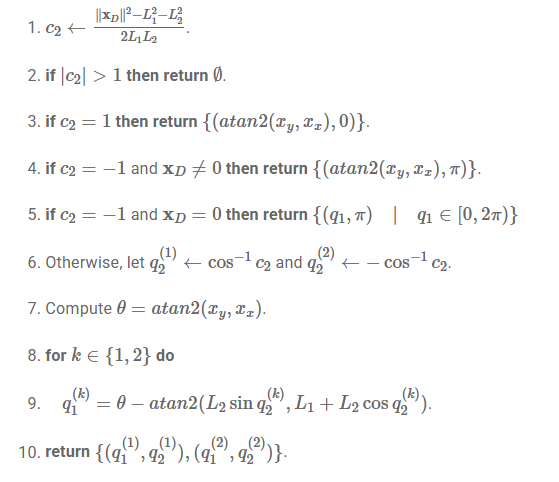 1. c₂ ← (‖x_D‖² − L₁² − L₂²) / (2L₁L₂).
2. if |c₂| > 1 then return ∅.
3. if c₂ = 1 then return {(atan2(x_y, x_x), 0)}.
4. if c₂ = −1 and x_D ≠ 0 then return {(atan2(x_y, x_x), π)}.
5. if c₂ = −1 and x_D = 0 then return {(q₁, π) | q₁ ∈ [0, 2π)}
6. Otherwise, let q₂⁽¹⁾ ← cos⁻¹ c₂ and q₂⁽²⁾ ← − cos⁻¹ c₂.
7. Compute θ = atan2(x_y, x_x).
8. for k ∈ {1, 2} do
9. q₁⁽ᵏ⁾ = θ − atan2(L₂ sin q₂⁽ᵏ⁾, L₁ + L₂ cos q₂⁽ᵏ⁾).
10. return {(q₁⁽¹⁾, q₂⁽¹⁾), (q₁⁽²⁾, q₂⁽²⁾)}.